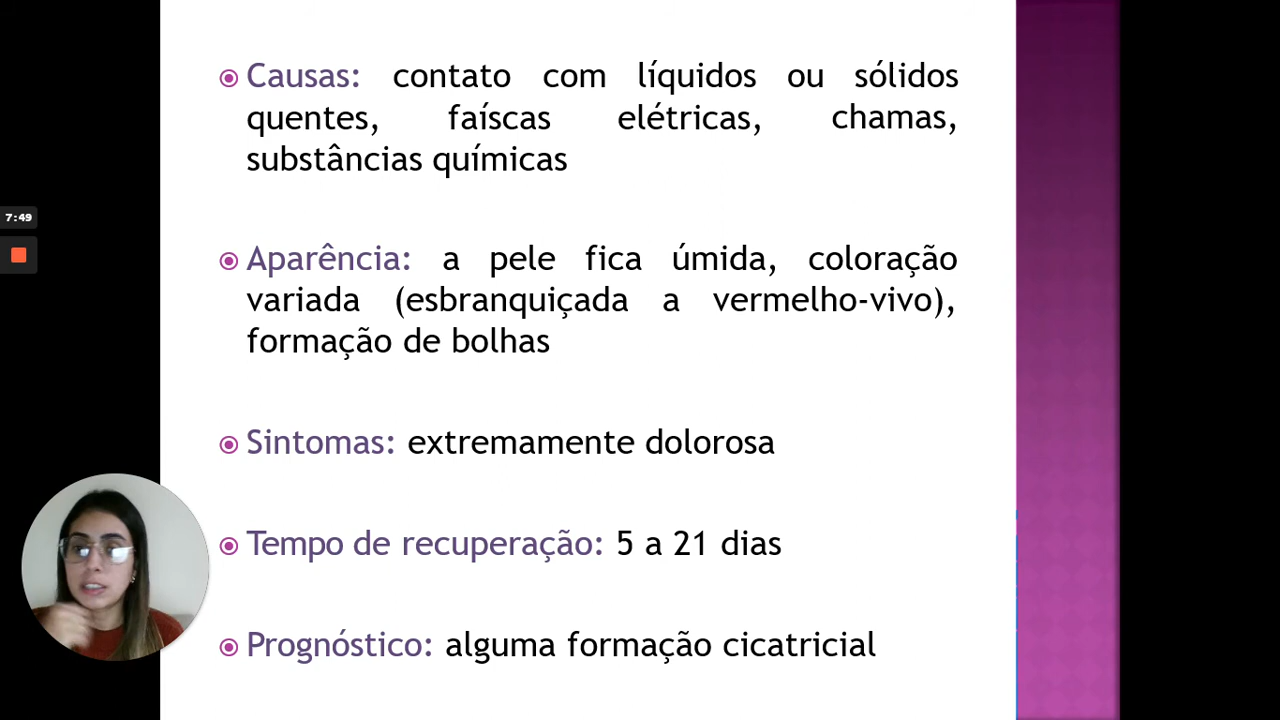 Causas: contato com líquidos ou sólidos
quentes, faíscas elétricas, chamas,
substâncias químicas
7:49
Aparência: a pele fica úmida, coloração
variada (esbranquiçada a vermelho-vivo),
formação de bolhas
Sintomas: extremamente dolorosa
Tempo de recuperação: 5 a 21 dias
Prognóstico: alguma formação cicatricial